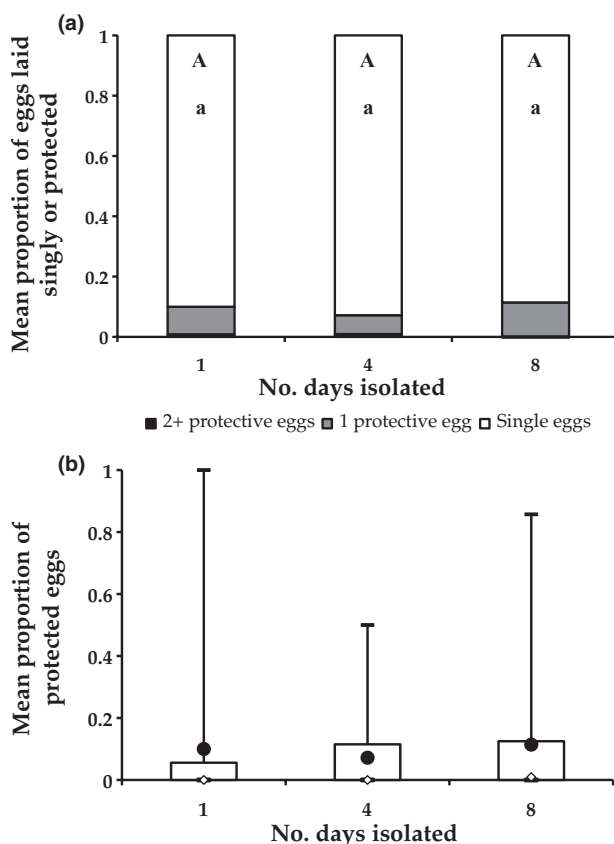 (a)
Mean proportion of eggs laid
singly or protected
1
0.8
0.6
0.4
0.2
0
A A A
a a a
1 4 8
No. days isolated
■ 2+ protective eggs ■ 1 protective egg □ Single eggs
(b)
Mean proportion of
protected eggs
1
0.8
0.6
0.4
0.2
0
1 4 8
No. days isolated